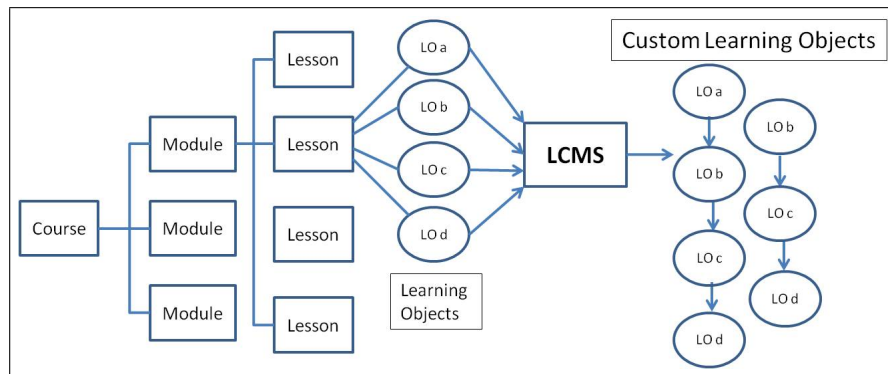 Course
Module
Module
Module
Lesson
Lesson
Lesson
Lesson
LO a
LO b
LO c
LO d
Learning
Objects
LCMS
Custom Learning Objects
LO a
LO b
LO c
LO d
LO b
LO c
LO d